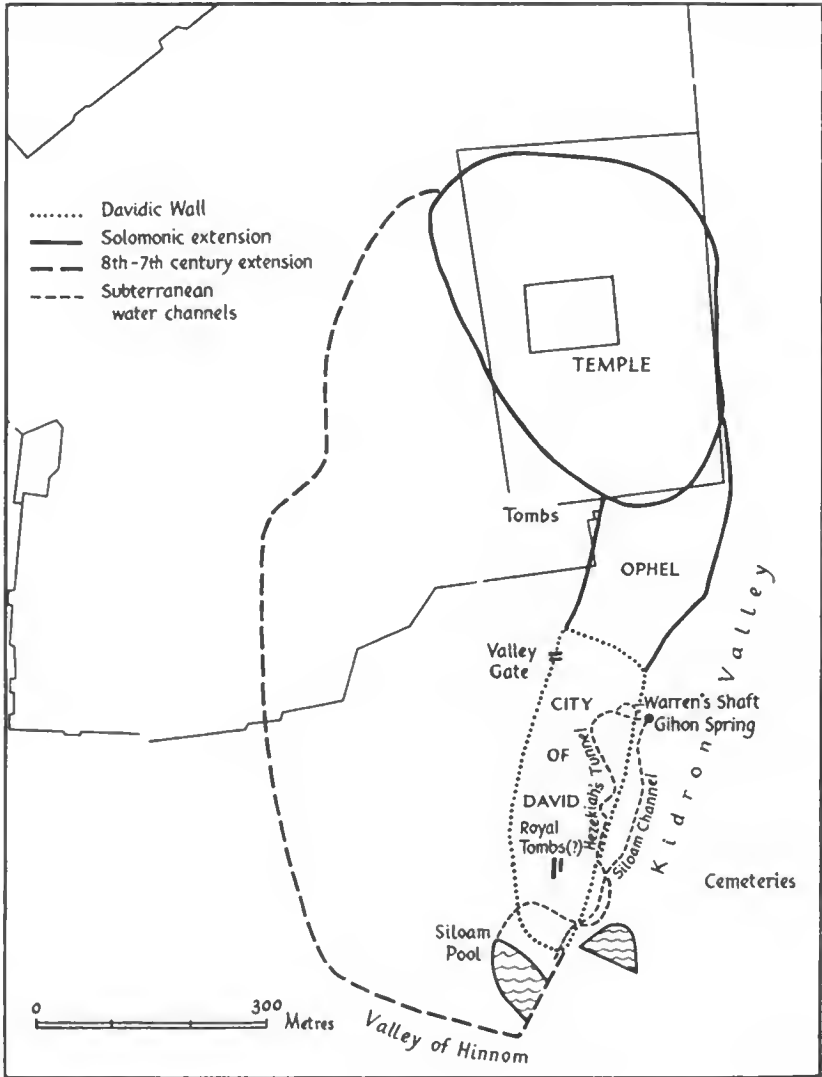 Davidic Wall
Solomonic extension
8th-7th century extension
Subterranean
water channels
TEMPLE
Tombs
OPHEL
Kidron Valley
Valley
Gate
CITY
OF
DAVID
Warren's Shaft
Gihon Spring
Hezekiah's Tunnel
Siloam Channel
Royal
Tombs(?)
Cemeteries
Siloam
Pool
0 300 Metres
Valley of Hinnom